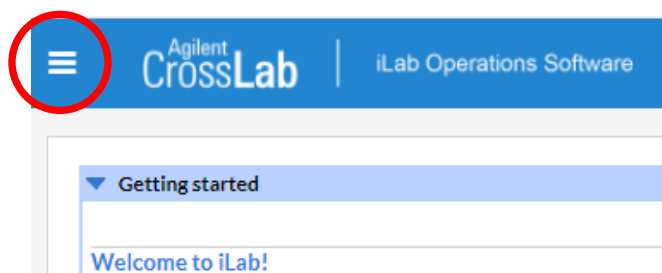 Agilent
CrossLab
iLab Operations Software
Getting started
Welcome to iLab!